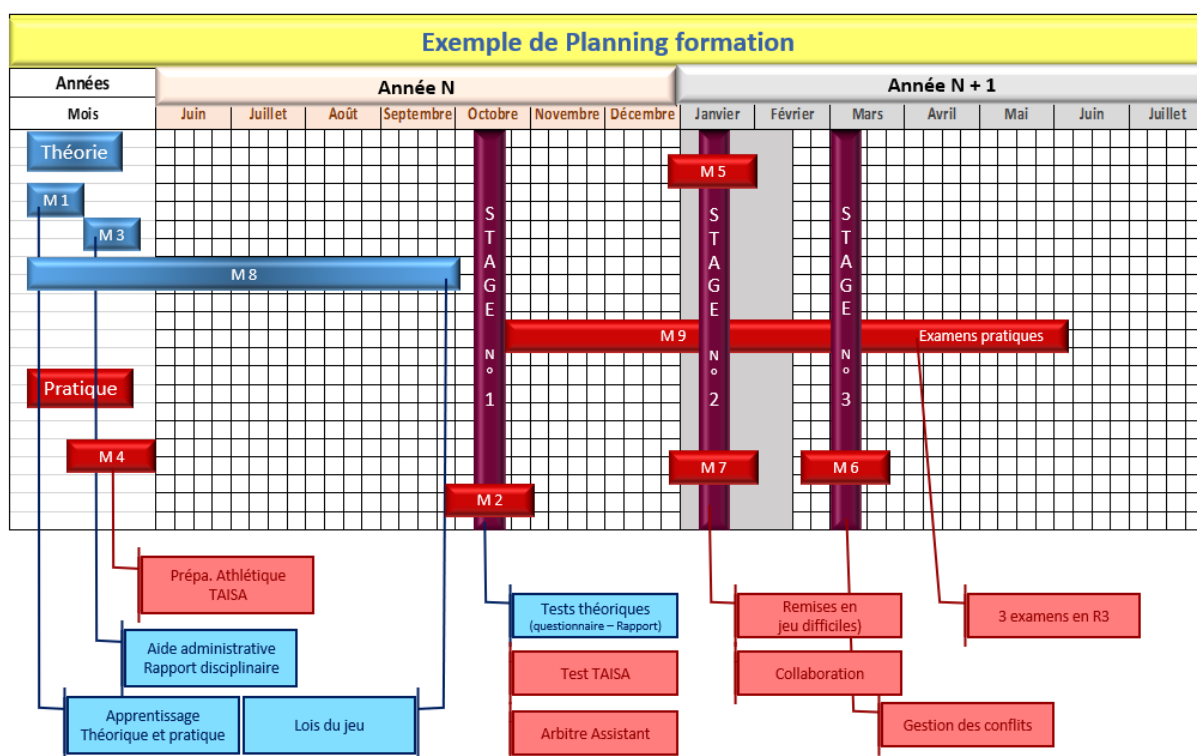 Exemple de Planning formation
Années
Année N
Année N + 1
Mois
Juin
Juillet
Août
Septembre
Octobre
Novembre
Décembre
Janvier
Février
Mars
Avril
Mai
Juin
Juillet
Théorie
M 5
M 1
M 3
M 8
STAGE N° 1
STAGE N° 2
STAGE N° 3
M 9
Examens pratiques
Pratique
M 4
M 7
M 6
M 2
Prépa. Athlétique
TAISA
Tests théoriques
(questionnaire – Rapport)
Remises en
jeu difficiles)
3 examens en R3
Aide administrative
Rapport disciplinaire
Test TAISA
Collaboration
Apprentissage
Théorique et pratique
Lois du jeu
Arbitre Assistant
Gestion des conflits